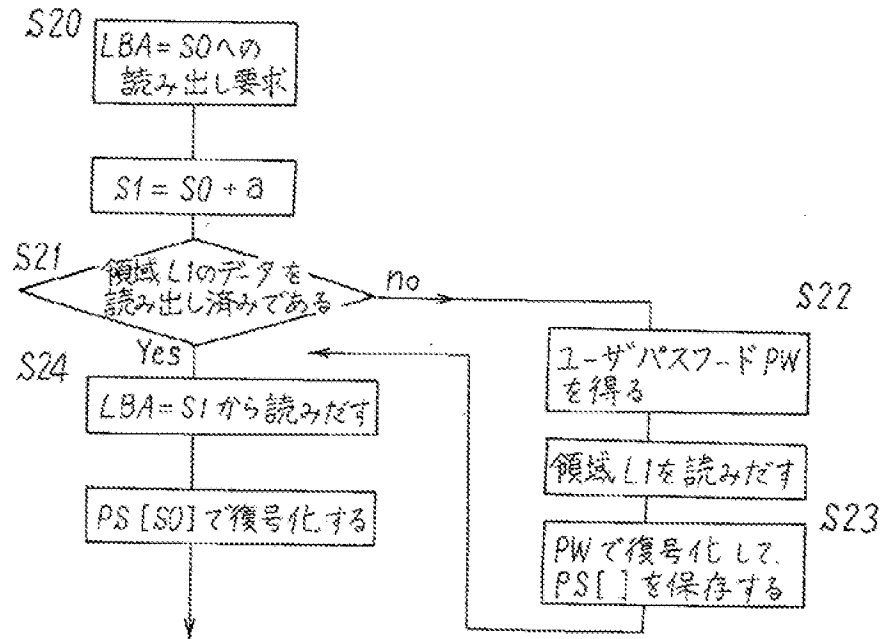 S20
LBA=S0への
読み出し要求
S1 = S0 + a
S21
領域L1のデータを
読み出し済みである
no
Yes
S22
ユーザパスワードPW
を得る
領域L1を読みだす
S23
PWで復号化して、
PS[ ]を保存する
S24
LBA=S1から読みだす
PS[S0]で復号化する